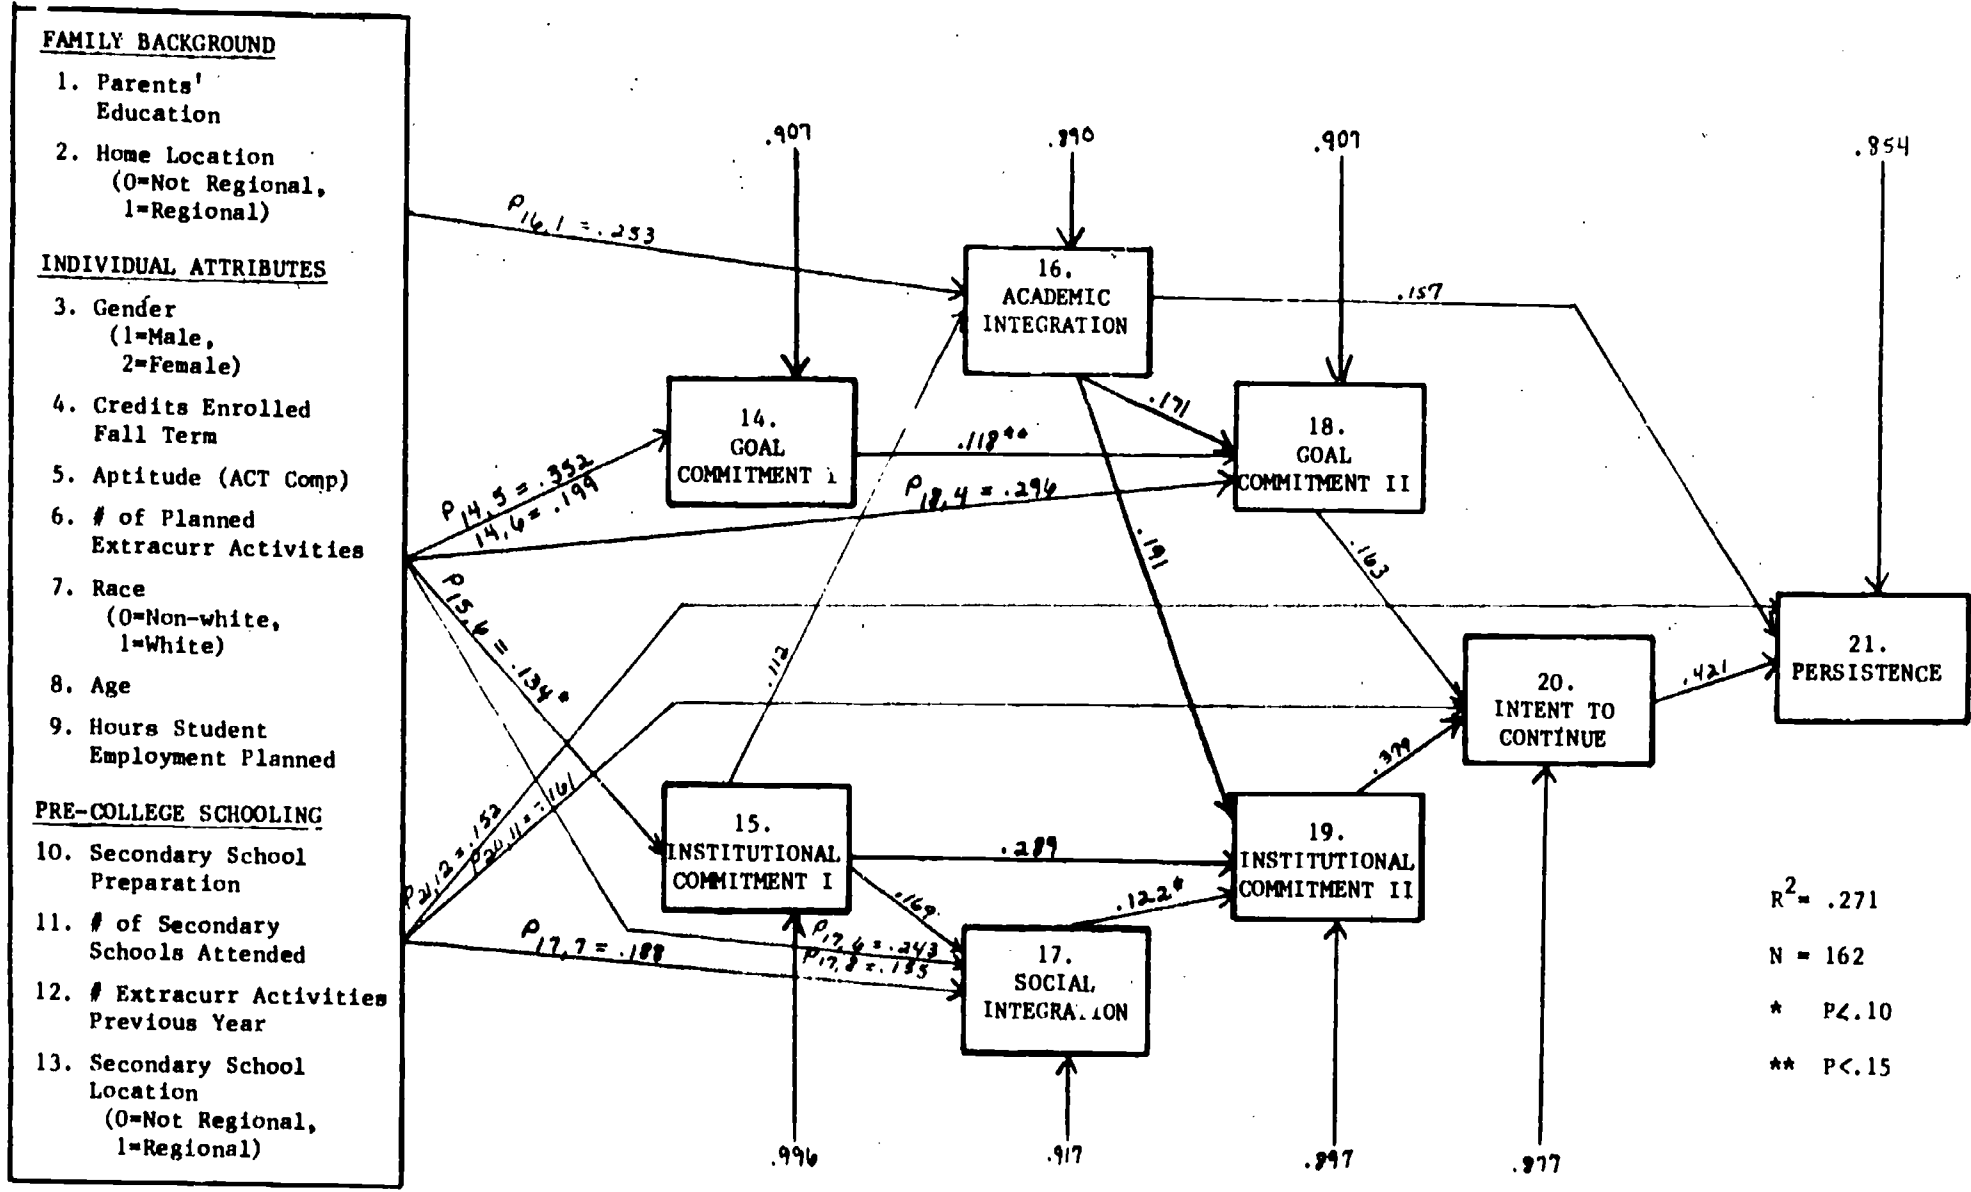 FAMILY BACKGROUND
1. Parents'
Education
2. Home Location
(0=Not Regional,
1=Regional)
INDIVIDUAL ATTRIBUTES
3. Gender
(1=Male,
2=Female)
4. Credits Enrolled
Fall Term
5. Aptitude (ACT Comp)
6. # of Planned
Extracurr Activities
7. Race
(0=Non-white,
1=White)
8. Age
9. Hours Student
Employment Planned
PRE-COLLEGE SCHOOLING
10. Secondary School
Preparation
11. # of Secondary
Schools Attended
12. # Extracurr Activities
Previous Year
13. Secondary School
Location
(0=Not Regional,
1=Regional)
.907
.890
.907
.854
P16,1 = .253
16.
ACADEMIC
INTEGRATION
.157
14.
GOAL
COMMITMENT I
.171
.118**
18.
GOAL
COMMITMENT II
P14,5 = .352
14,6 = .199
P18,4 = .296
.191
.163
P15,6 = .134*
.112
21.
PERSISTENCE
20.
INTENT TO
CONTINUE
.421
.379
P21,12 = .152
P20,11 = .161
15.
INSTITUTIONAL
COMMITMENT I
.289
19.
INSTITUTIONAL
COMMITMENT II
.169
.122*
P17,7 = .188
P17,6 = .243
P17,8 = .155
17.
SOCIAL
INTEGRA..ION
R2= .271
N = 162
* P<.10
** P<.15
.996
.917
.897
.877